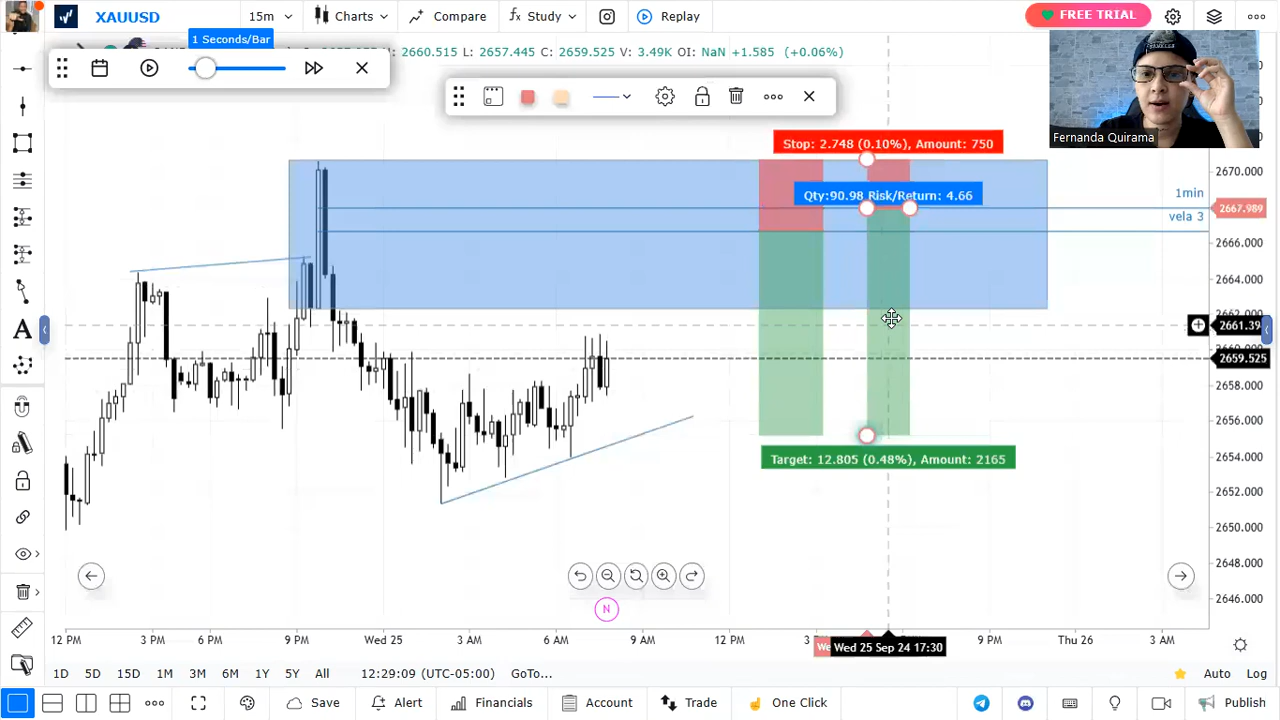 XAUUSD
15m
Charts
Compare
Study
Replay
FREE TRIAL
1 Seconds/Bar
2660.515 L: 2657.445 C: 2659.525 V: 3.49K OI: NaN +1.585 (+0.06%)
Fernanda Quirama
Stop: 2.748 (0.10%), Amount: 750
Qty:90.98 Risk/Return: 4.66
Target: 12.805 (0.48%), Amount: 2165
1min
vela 3
2670.000
2667.989
2666.000
2664.000
2662.000
2661.39
2659.525
2658.000
2656.000
2654.000
2652.000
2650.000
2648.000
2646.000
N
12 PM
3 PM
6 PM
9 PM
Wed 25
3 AM
6 AM
9 AM
12 PM
Wed 25 Sep 24 17:30
9 PM
Thu 26
3 AM
1D
5D
15D
1M
3M
6M
1Y
5Y
All
12:29:09 (UTC-05:00)
GoTo...
Auto
Log
Save
Alert
Financials
Account
Trade
One Click
Publish